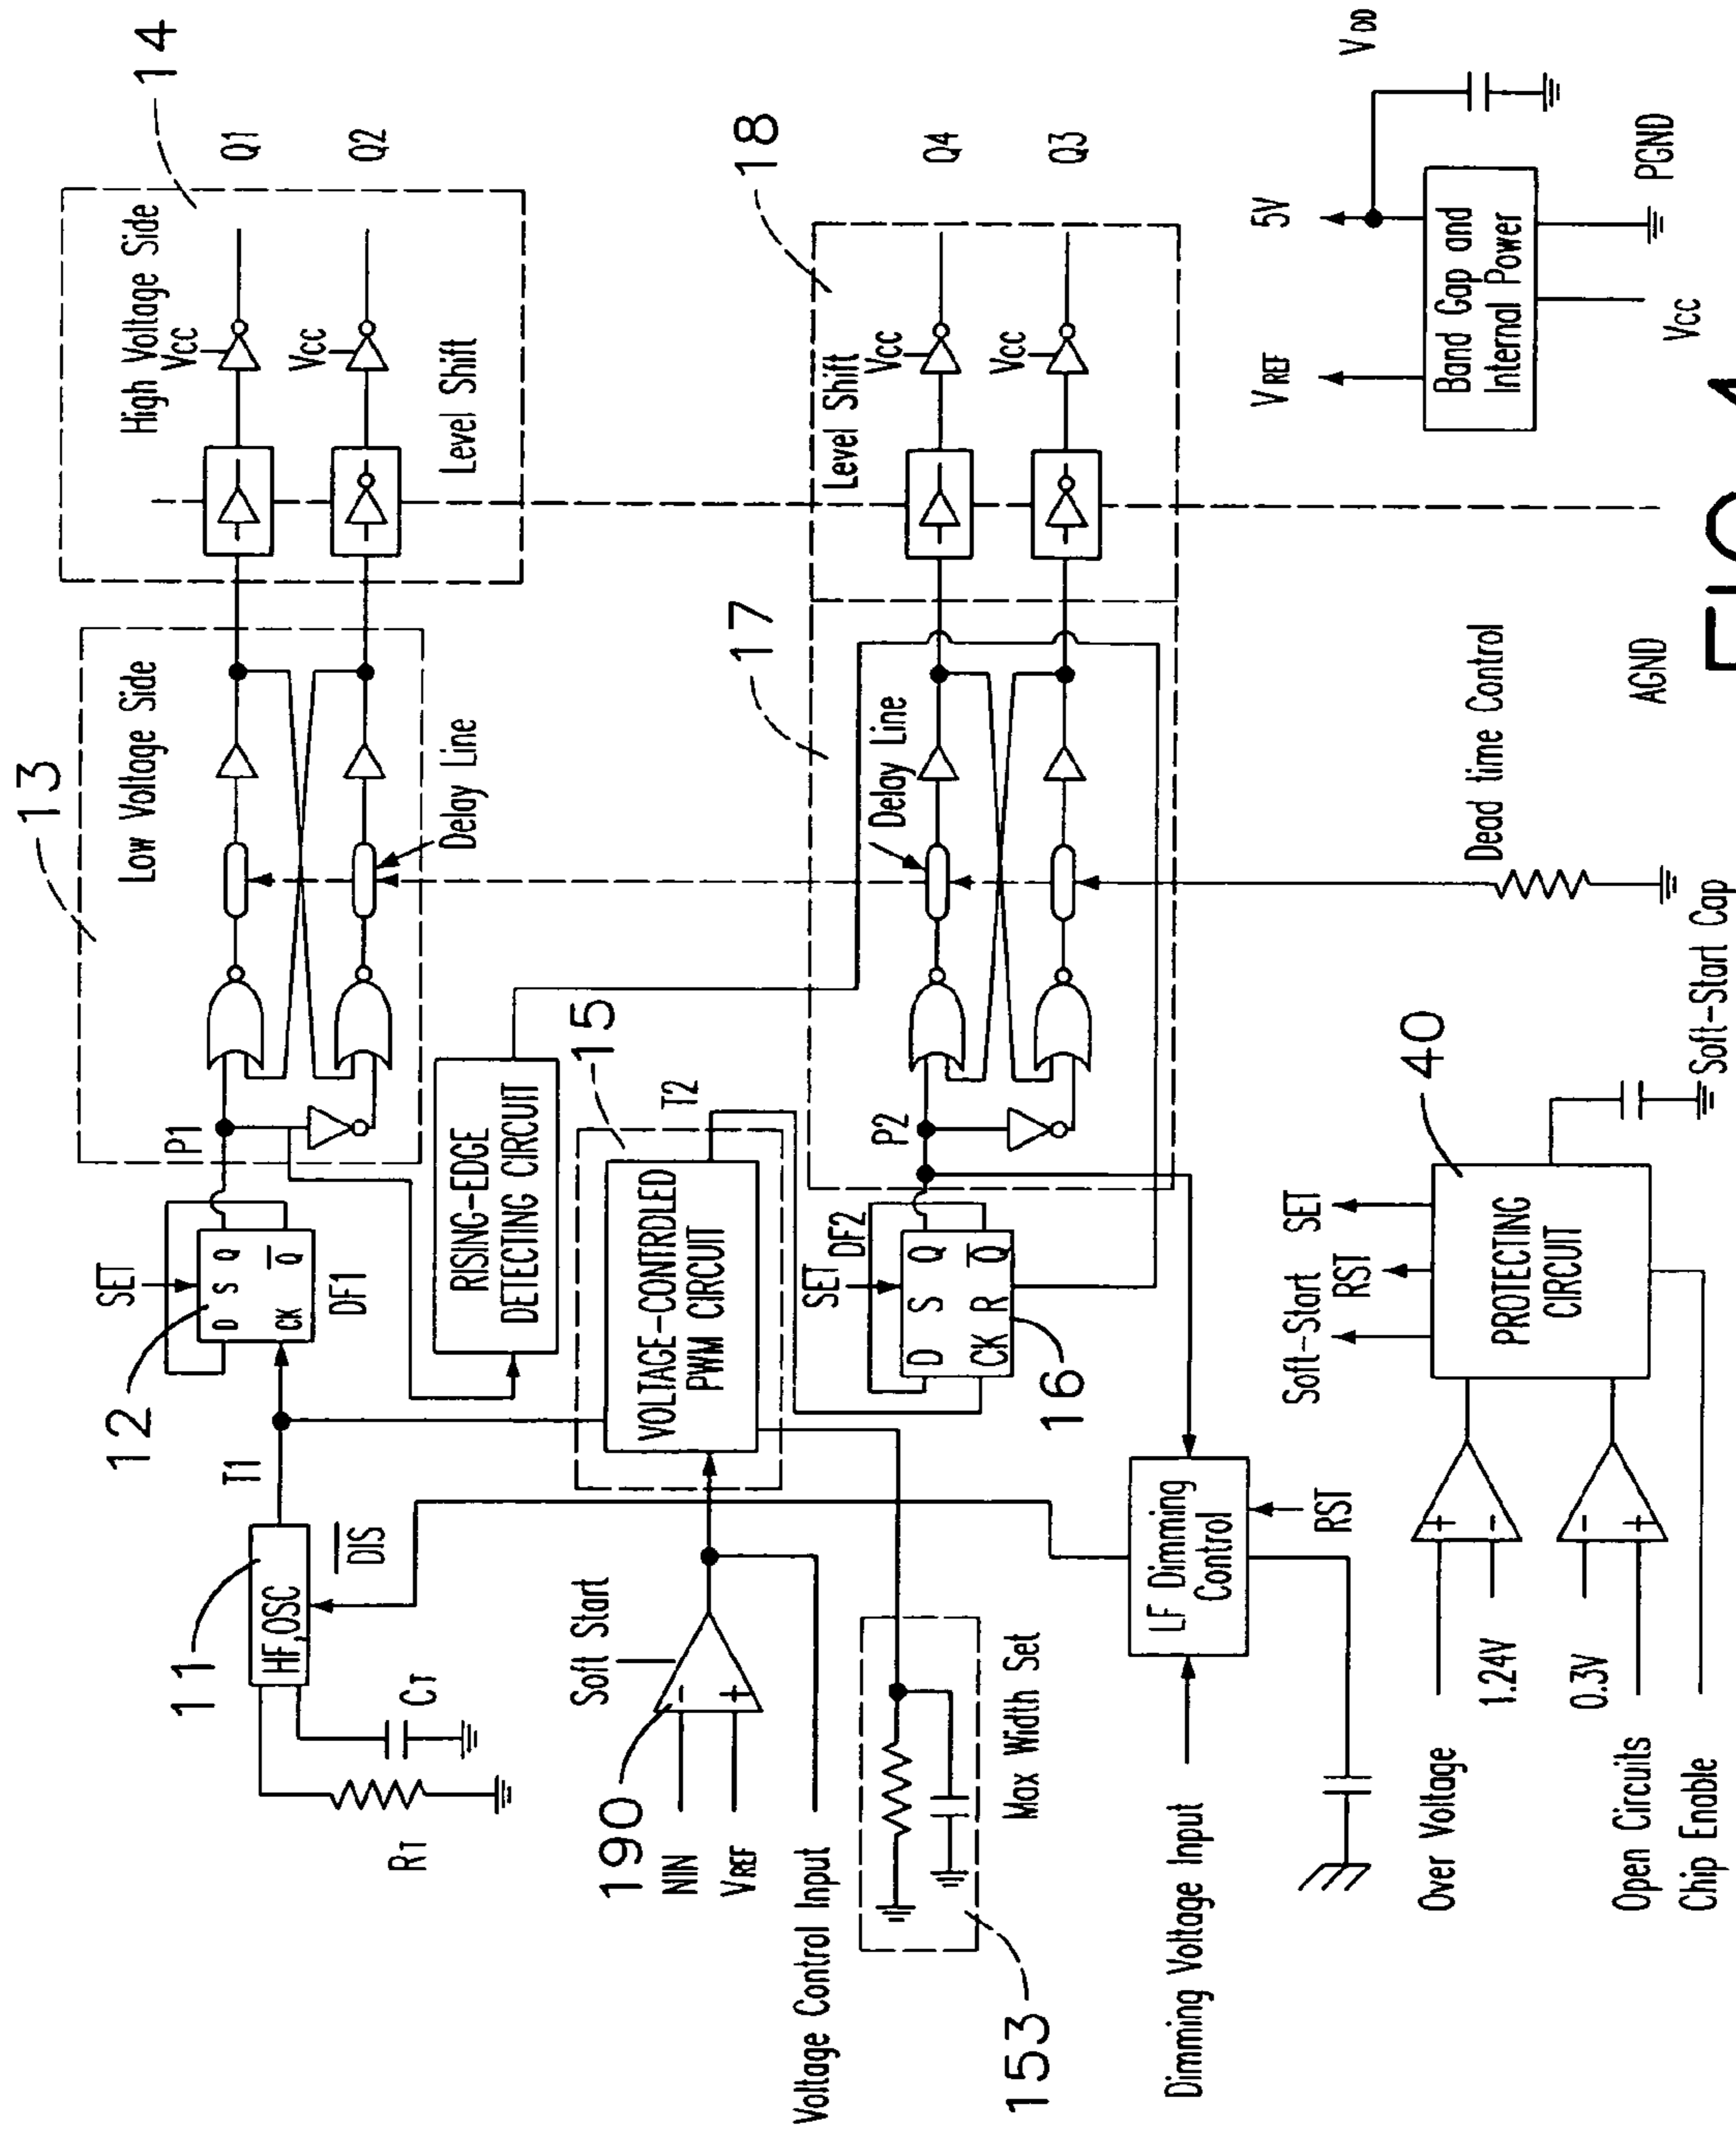 13
14
Low Voltage Side
High Voltage Side
Vcc
Q1
Vcc
Q2
Level Shift
Delay Line
P1
SET
12
D S Q
CK Q
DF1
11
HF.OSC
T1
DIS
RT
CT
RISING-EDGE
DETECTING CIRCUIT
15
VOLTAGE-CONTROLED
PWM CIRCUIT
T2
Soft Start
190
NIN
VREF
Voltage Control Input
153
Max Width Set
17
18
Delay Line
Level Shift
Vcc
Q4
Vcc
Q3
P2
SET
DF2
D S Q
CK R Q
16
LF Dimming
Control
RST
Dimming Voltage Input
Soft-Start
RST
SET
40
PROTECTING
CIRCUIT
Soft-Start Cap
Over Voltage
1.24V
0.3V
Open Circuits
Chip Enable
Dead time Control
AGND
VREF
5V
VDD
Band Gap and
Internal Power
Vcc
PGND